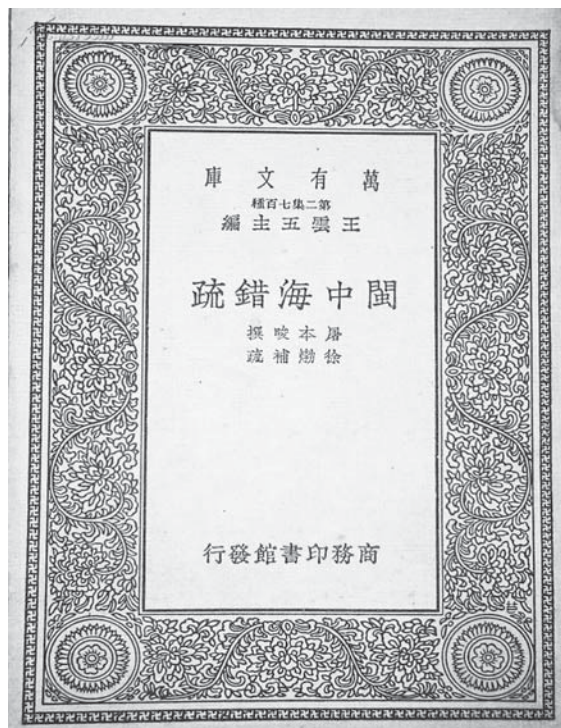 萬有文庫
第二集七百種
王雲五主編
閩中海錯疏
屠本畯撰
徐𤊹補疏
商務印書館發行